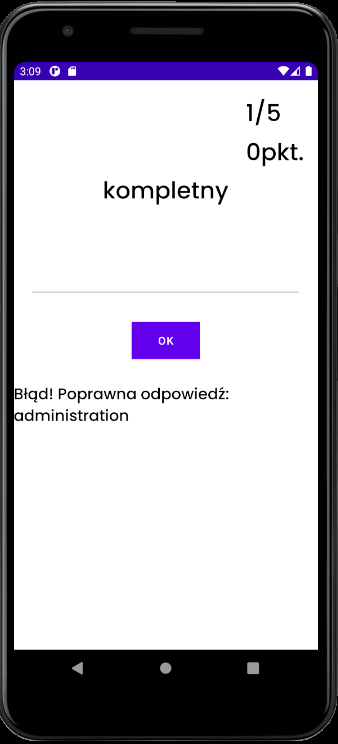 3:09
1/5
0pkt.
kompletny
OK
Błąd! Poprawna odpowiedź:
administration